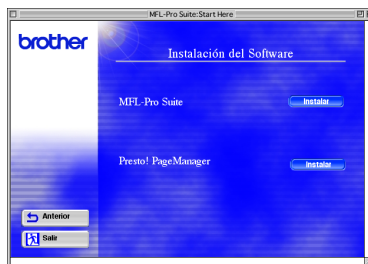 MFL-Pro Suite:Start Here
brother
Instalación del Software
MFL-Pro Suite
Instalar
Presto! PageManager
Instalar
Anterior
Salir